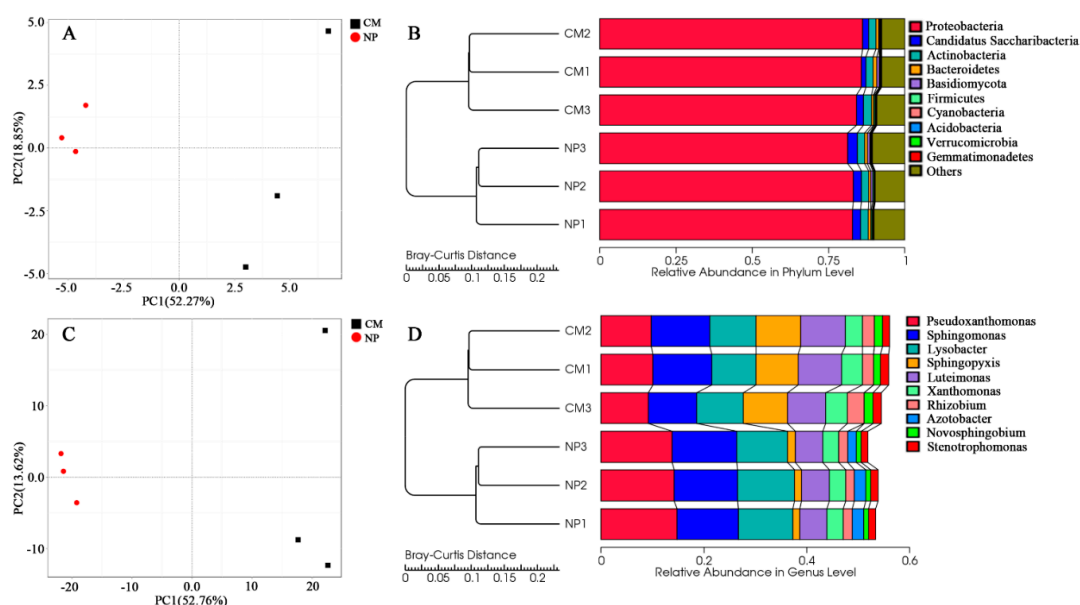 A
CM
NP
5.0
2.5
0.0
-2.5
-5.0
PC2(18.85%)
-5.0
-2.5
0.0
2.5
5.0
PC1(52.27%)
B
CM2
CM1
CM3
NP3
NP2
NP1
Bray-Curtis Distance
0
0.05
0.1
0.15
0.2
Proteobacteria
Candidatus Saccharibacteria
Actinobacteria
Bacteroidetes
Basidiomycota
Firmicutes
Cyanobacteria
Acidobacteria
Verrucomicrobia
Gemmatimonadetes
Others
0
0.25
0.5
0.75
1
Relative Abundance in Phylum Level
C
CM
NP
20
10
0.0
-10
PC2(13.62%)
-20
-10
0.0
10
20
PC1(52.76%)
D
CM2
CM1
CM3
NP3
NP2
NP1
Bray-Curtis Distance
0
0.05
0.1
0.15
0.2
Pseudoxanthomonas
Sphingomonas
Lysobacter
Sphingopyxis
Luteimonas
Xanthomonas
Rhizobium
Azotobacter
Novosphingobium
Stenotrophomonas
0
0.2
0.4
0.6
Relative Abundance in Genus Level